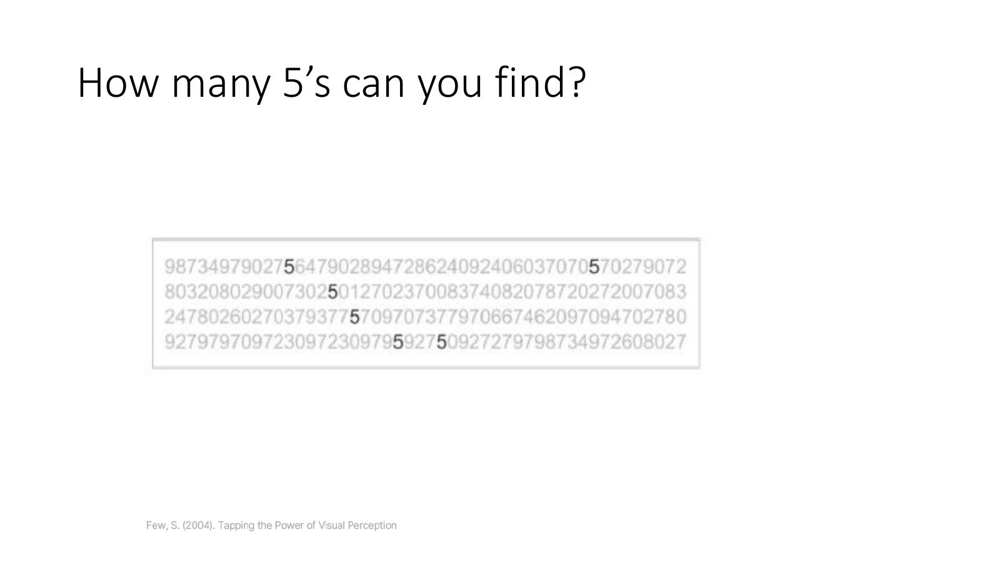 How many 5’s can you find?
987349790275647902894728624092406037070570279072
803208029007302501270237008374082078720272007083
247802602703793775709707377970667462097094702780
927979709723097230979592750927279798734972608027
Few, S. (2004). Tapping the Power of Visual Perception